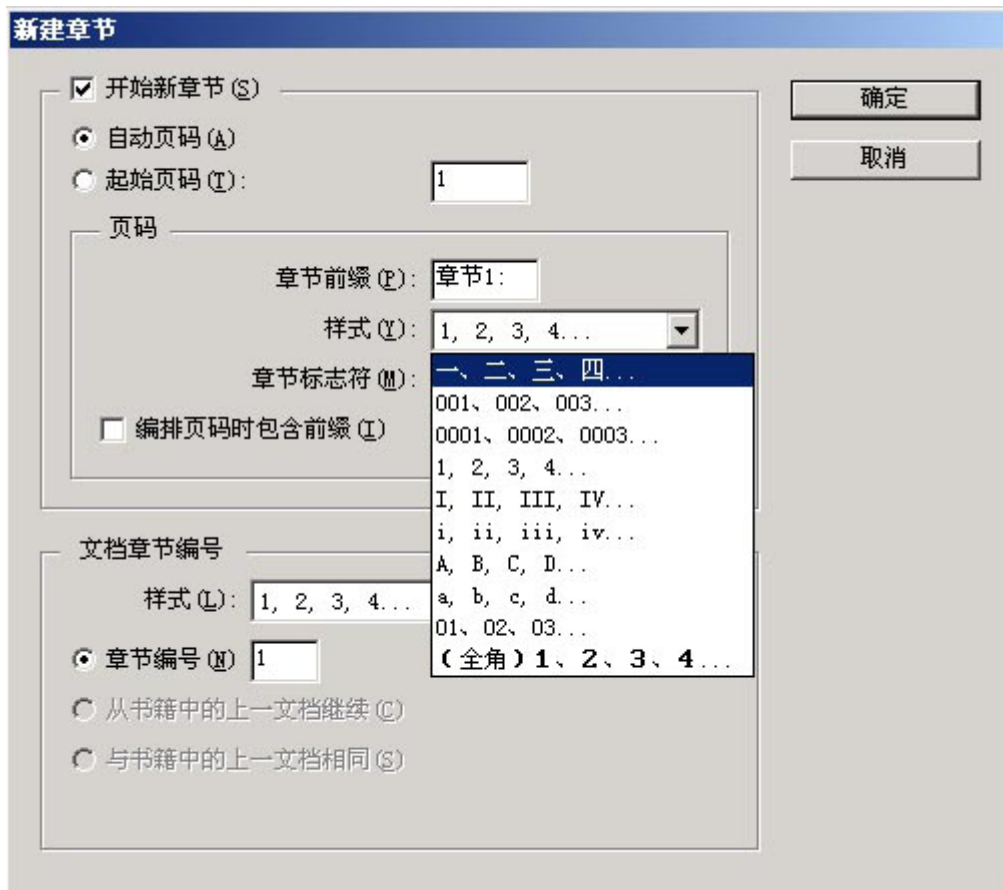 新建章节
开始新章节(S)
确定
自动页码(A)
取消
起始页码(T): 1
页码
章节前缀(P): 章节1:
样式(Y): 1, 2, 3, 4...
章节标志符(M):
一、二、三、四...
001、002、003...
编排页码时包含前缀(I)
0001、0002、0003...
1, 2, 3, 4...
I, II, III, IV...
i, ii, iii, iv...
A, B, C, D...
a, b, c, d...
01、02、03...
(全角)1、2、3、4...
文档章节编号
样式(L): 1, 2, 3, 4...
章节编号(N) 1
从书籍中的上一文档继续(C)
与书籍中的上一文档相同(S)